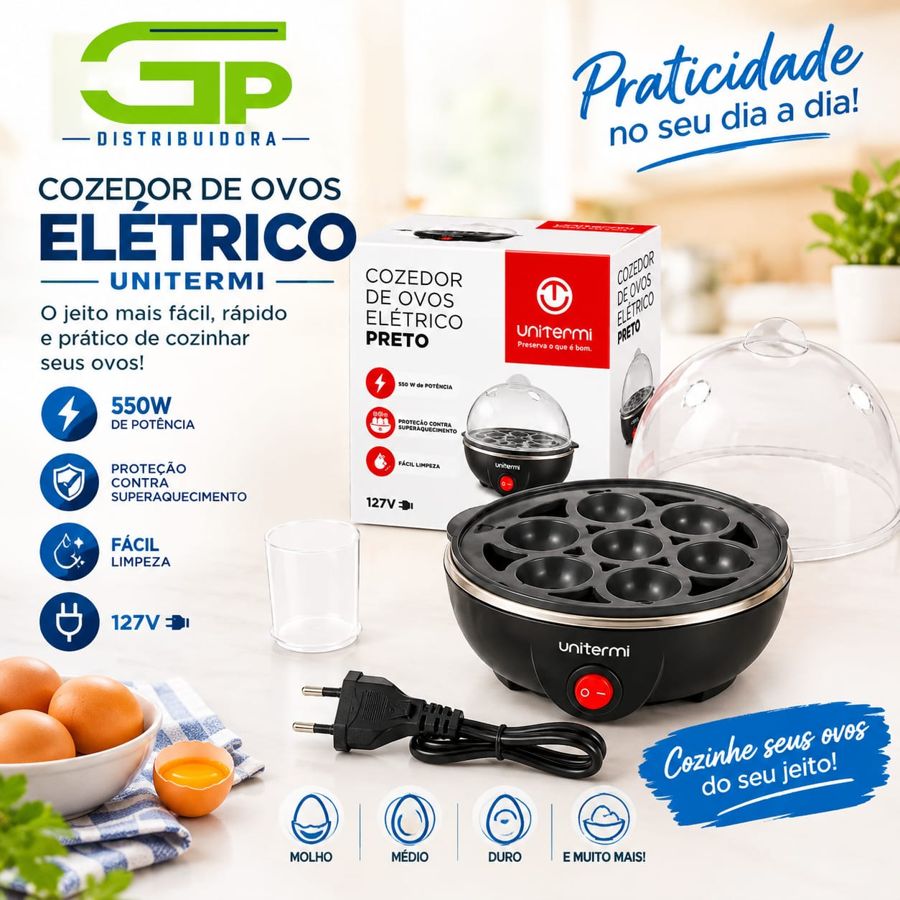 GP
DISTRIBUIDORA
Praticidade
no seu dia a dia!
COZEDOR DE OVOS
ELÉTRICO
UNITERMI
O jeito mais fácil, rápido
e prático de cozinhar
seus ovos!
550W
DE POTÊNCIA
PROTEÇÃO
CONTRA
SUPERAQUECIMENTO
FÁCIL
LIMPEZA
127V
COZEDOR
DE OVOS
ELÉTRICO
PRETO
unitermi
Preserva o que é bom.
550 W de POTÊNCIA
PROTEÇÃO CONTRA
SUPERAQUECIMENTO
FÁCIL LIMPEZA
127V
unitermi
COZEDOR
DE OVOS
ELÉTRICO
PRETO
unitermi
Cozinhe seus ovos
do seu jeito!
MOLHO
MÉDIO
DURO
E MUITO MAIS!